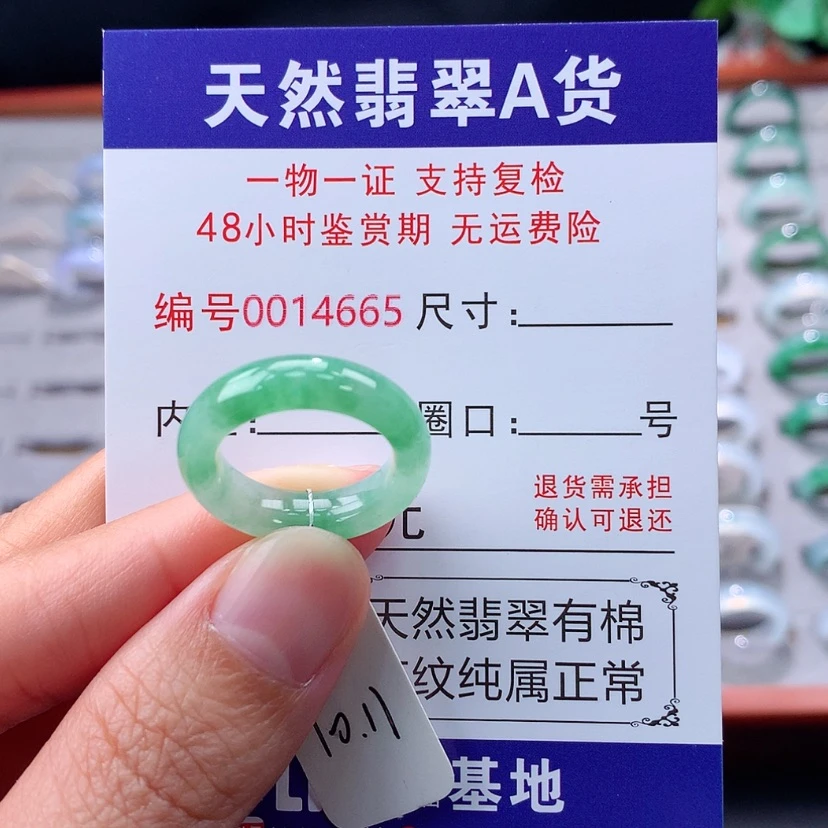 天然翡翠A货
一物一证 支持复检
48小时鉴赏期 无运费险
编号0014665 尺寸:
内 : 圈口: 号
退货需承担
确认可退还
元
天然翡翠有棉
纹纯属正常
10.11
基地